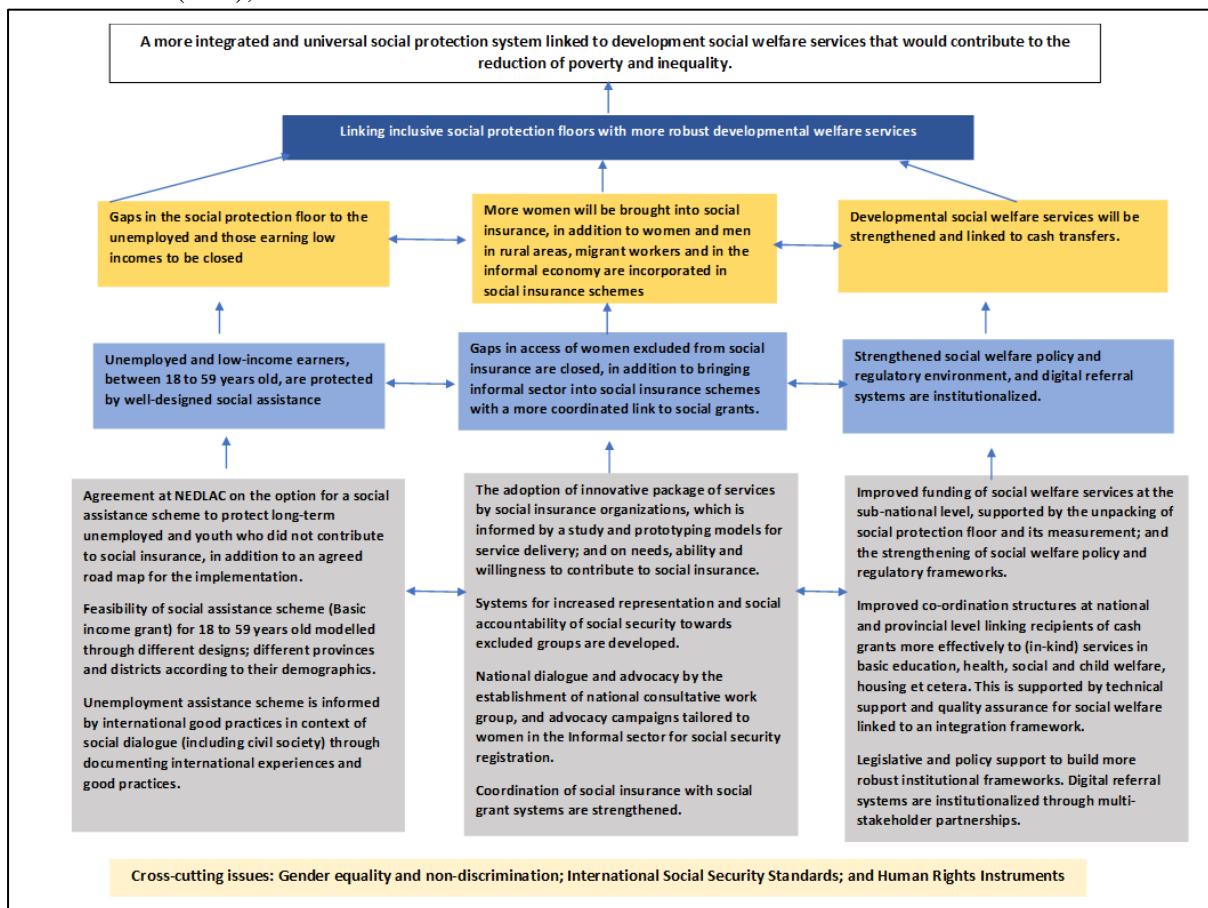 A more integrated and universal social protection system linked to development social welfare services that would contribute to the
reduction of poverty and inequality.
Linking inclusive social protection floors with more robust developmental welfare services
Gaps in the social protection floor to the
unemployed and those earning low
incomes to be closed
More women will be brought into social
insurance, in addition to women and men
in rural areas, migrant workers and in the
informal economy are incorporated in
social insurance schemes
Developmental social welfare services will be
strengthened and linked to cash transfers.
Unemployed and low-income earners,
between 18 to 59 years old, are protected
by well-designed social assistance
Gaps in access of women excluded from social
insurance are closed, in addition to bringing
informal sector into social insurance schemes
with a more coordinated link to social grants.
Strengthened social welfare policy and
regulatory environment, and digital referral
systems are institutionalized.
Agreement at NEDLAC on the option for a social
assistance scheme to protect long-term
unemployed and youth who did not contribute
to social insurance, in addition to an agreed
road map for the implementation.
Feasibility of social assistance scheme (Basic
income grant) for 18 to 59 years old modelled
through different designs; different provinces
and districts according to their demographics.
Unemployment assistance scheme is informed
by international good practices in context of
social dialogue (including civil society) through
documenting international experiences and
good practices.
The adoption of innovative package of services
by social insurance organizations, which is
informed by a study and prototyping models for
service delivery; and on needs, ability and
willingness to contribute to social insurance.
Systems for increased representation and social
accountability of social security towards
excluded groups are developed.
National dialogue and advocacy by the
establishment of national consultative work
group, and advocacy campaigns tailored to
women in the Informal sector for social security
registration.
Coordination of social insurance with social
grant systems are strengthened.
Improved funding of social welfare services at the
sub-national level, supported by the unpacking of
social protection floor and its measurement; and
the strengthening of social welfare policy and
regulatory frameworks.
Improved co-ordination structures at national
and provincial level linking recipients of cash
grants more effectively to (in-kind) services in
basic education, health, social and child welfare,
housing et cetera. This is supported by technical
support and quality assurance for social welfare
linked to an integration framework.
Legislative and policy support to build more
robust institutional frameworks. Digital referral
systems are institutionalized through multi-
stakeholder partnerships.
Cross-cutting issues: Gender equality and non-discrimination; International Social Security Standards; and Human Rights Instruments